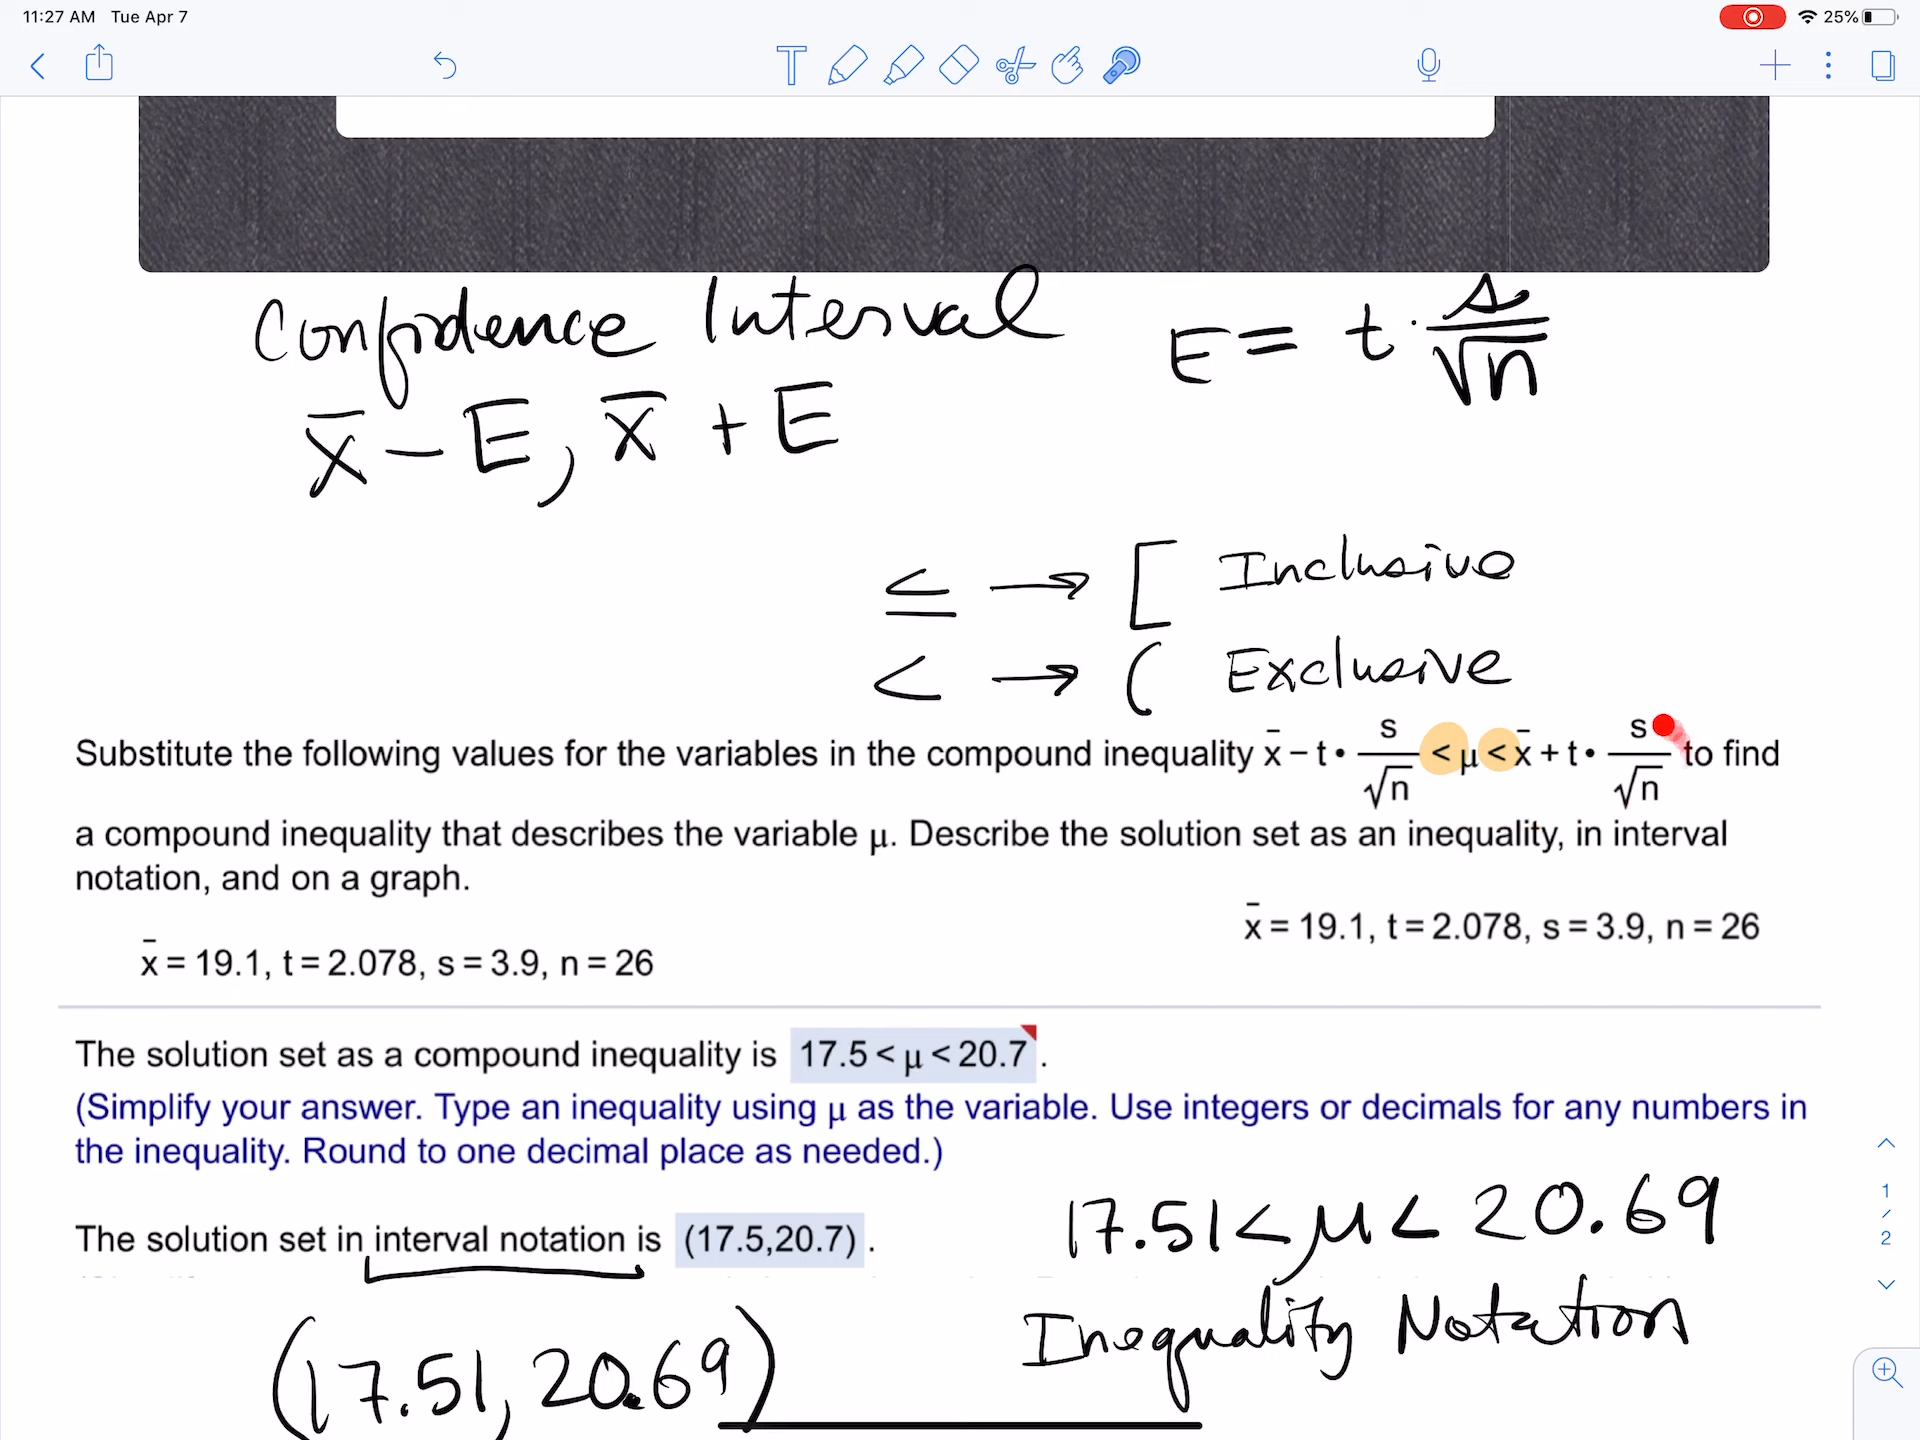 11:27 AM Tue Apr 7
25%
Confidence Interval
E = t · s/√n
x̄ − E, x̄ + E
≤ → [ Inclusive
< → ( Exclusive
Substitute the following values for the variables in the compound inequality x̄ − t • s/√n < μ < x̄ + t • s/√n to find
a compound inequality that describes the variable μ. Describe the solution set as an inequality, in interval
notation, and on a graph.
x̄ = 19.1, t = 2.078, s = 3.9, n = 26
x̄ = 19.1, t = 2.078, s = 3.9, n = 26
The solution set as a compound inequality is 17.5 < μ < 20.7 .
(Simplify your answer. Type an inequality using μ as the variable. Use integers or decimals for any numbers in
the inequality. Round to one decimal place as needed.)
17.51 < μ < 20.69
The solution set in interval notation is (17.5,20.7) .
Inequality Notation
(17.51, 20.69)
1
/
2